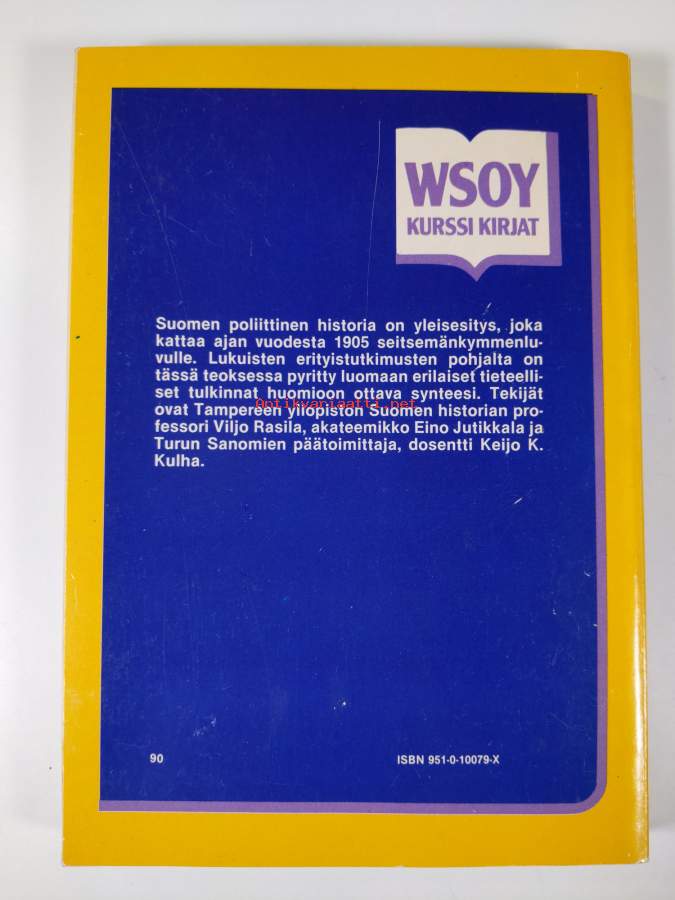 WSOY
KURSSI KIRJAT
Suomen poliittinen historia on yleisesitys, joka
kattaa ajan vuodesta 1905 seitsemänkymmenlu-
vulle. Lukuisten erityistutkimusten pohjalta on
tässä teoksessa pyritty luomaan erilaiset tieteelli-
set tulkinnat huomioon ottava synteesi. Tekijät
Antikvariaatti.net
ovat Tampereen yliopiston Suomen historian pro-
fessori Viljo Rasila, akateemikko Eino Jutikkala ja
Turun Sanomien päätoimittaja, dosentti Keijo K.
Kulha.
90
ISBN 951-0-10079-X